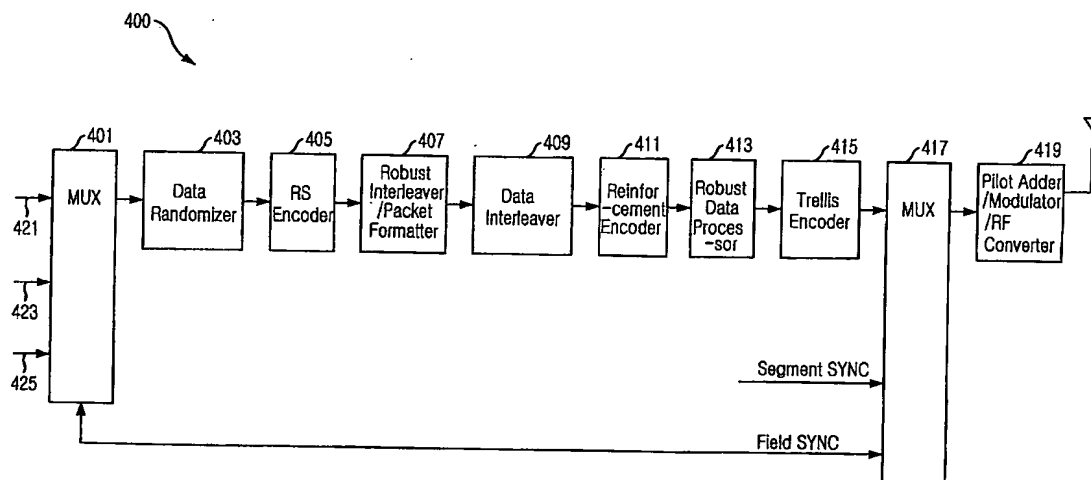 400
401
MUX
403
Data
Randomizer
405
RS
Encoder
407
Robust
Interleaver
/Packet
Formatter
409
Data
Interleaver
411
Reinfor
-cement
Encoder
413
Robust
Data
Proces
-sor
415
Trellis
Encoder
417
MUX
419
Pilot Adder
/Modulator
/RF
Converter
421
423
425
Segment SYNC
Field SYNC